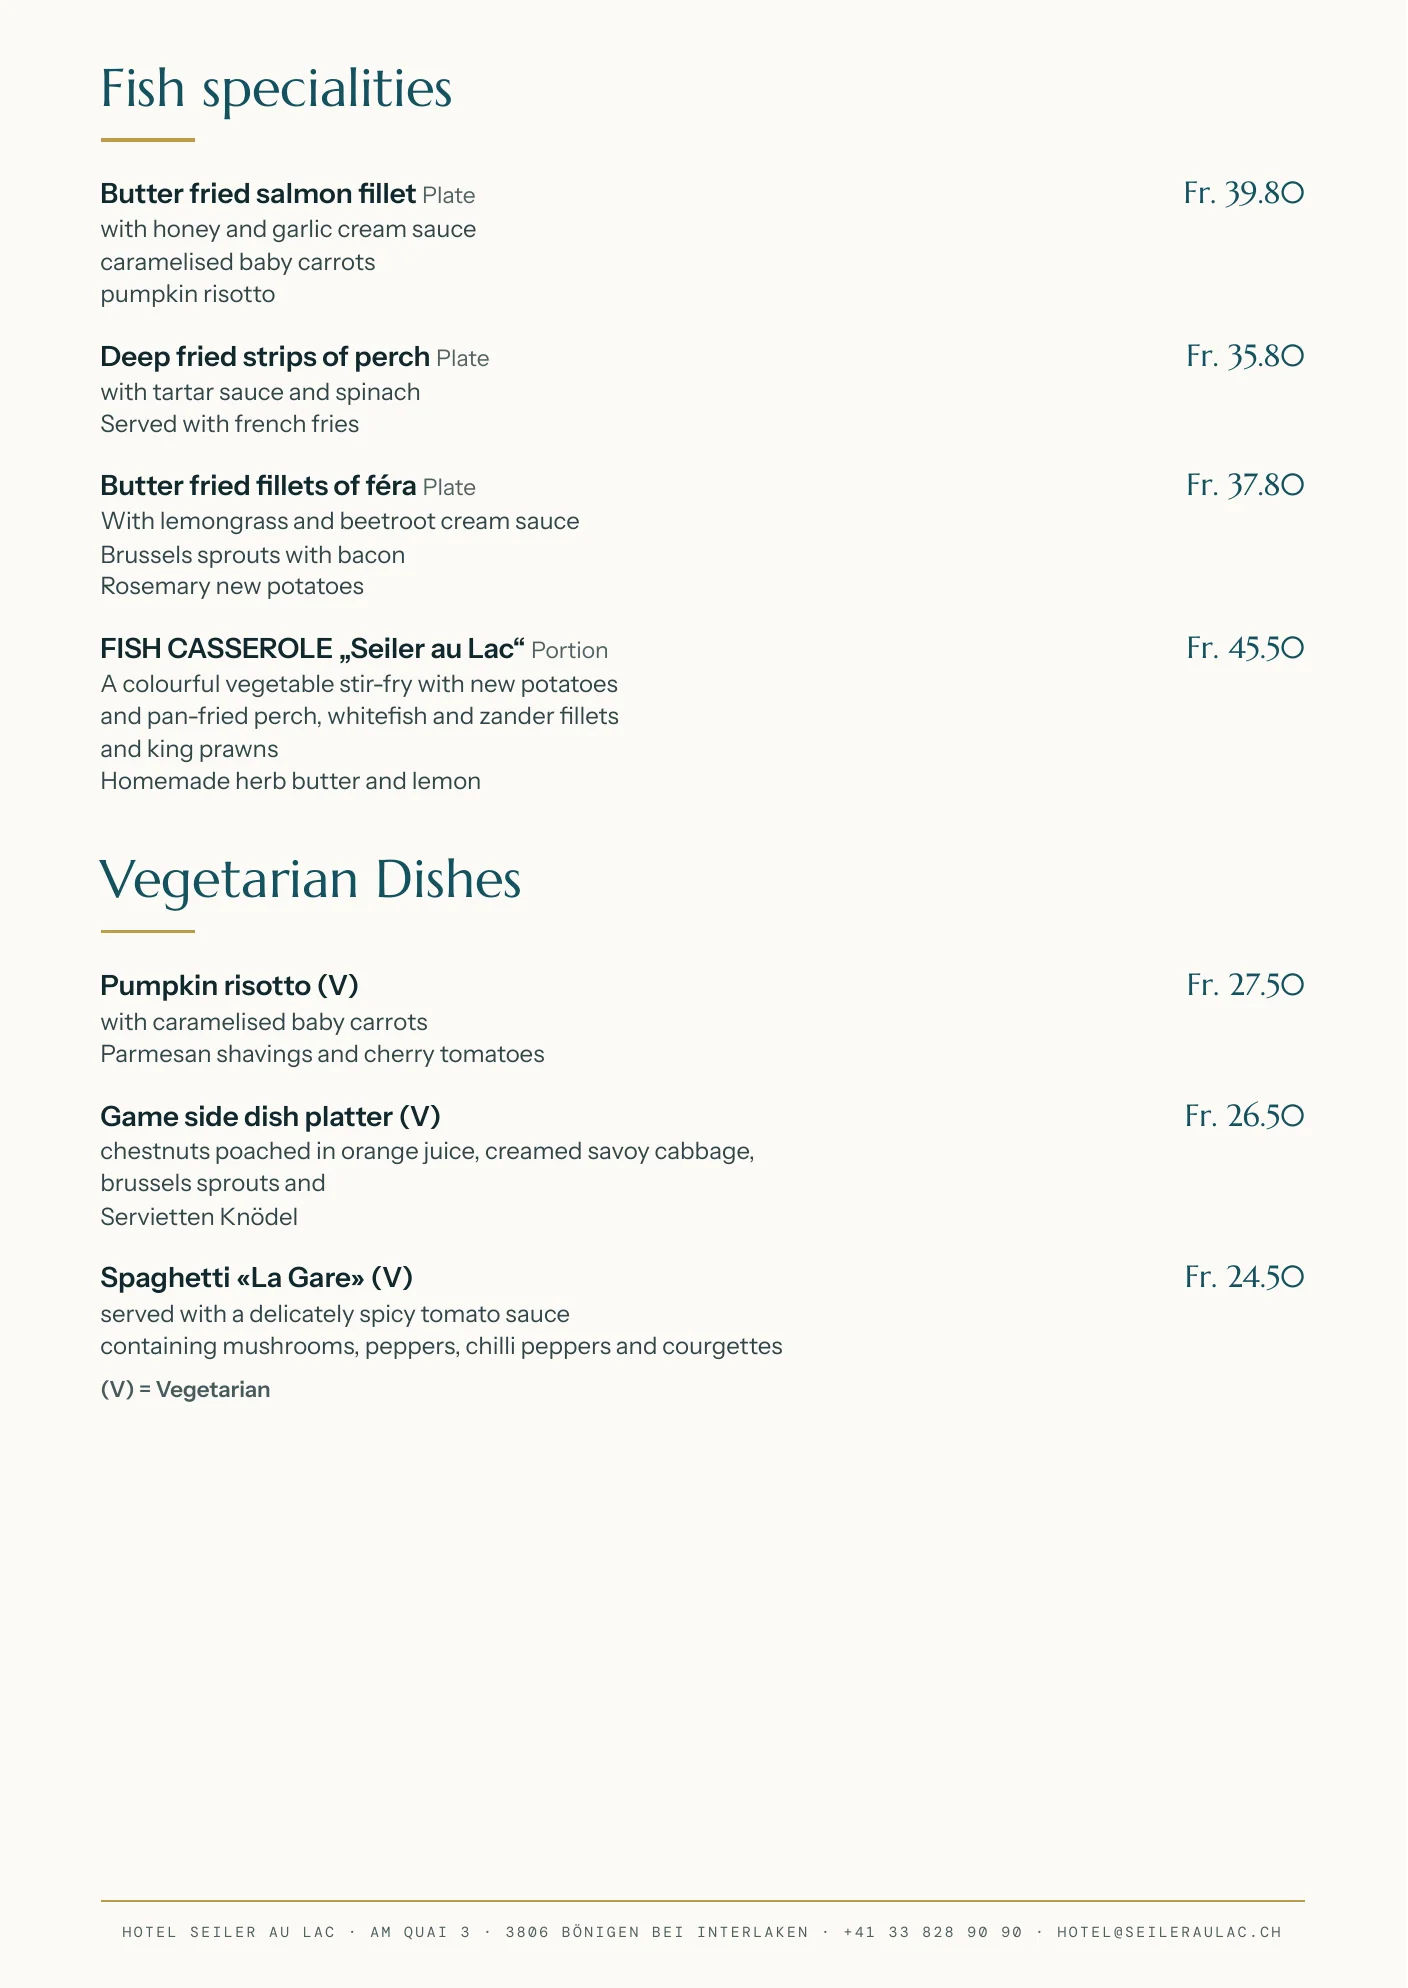 Fish specialities
Butter fried salmon fillet Plate Fr. 39.80
with honey and garlic cream sauce
caramelised baby carrots
pumpkin risotto
Deep fried strips of perch Plate Fr. 35.80
with tartar sauce and spinach
Served with french fries
Butter fried fillets of féra Plate Fr. 37.80
With lemongrass and beetroot cream sauce
Brussels sprouts with bacon
Rosemary new potatoes
FISH CASSEROLE „Seiler au Lac“ Portion Fr. 45.50
A colourful vegetable stir-fry with new potatoes
and pan-fried perch, whitefish and zander fillets
and king prawns
Homemade herb butter and lemon
Vegetarian Dishes
Pumpkin risotto (V) Fr. 27.50
with caramelised baby carrots
Parmesan shavings and cherry tomatoes
Game side dish platter (V) Fr. 26.50
chestnuts poached in orange juice, creamed savoy cabbage,
brussels sprouts and
Servietten Knödel
Spaghetti «La Gare» (V) Fr. 24.50
served with a delicately spicy tomato sauce
containing mushrooms, peppers, chilli peppers and courgettes
(V) = Vegetarian
HOTEL SEILER AU LAC · AM QUAI 3 · 3806 BÖNIGEN BEI INTERLAKEN · +41 33 828 90 90 · HOTEL@SEILERAULAC.CH